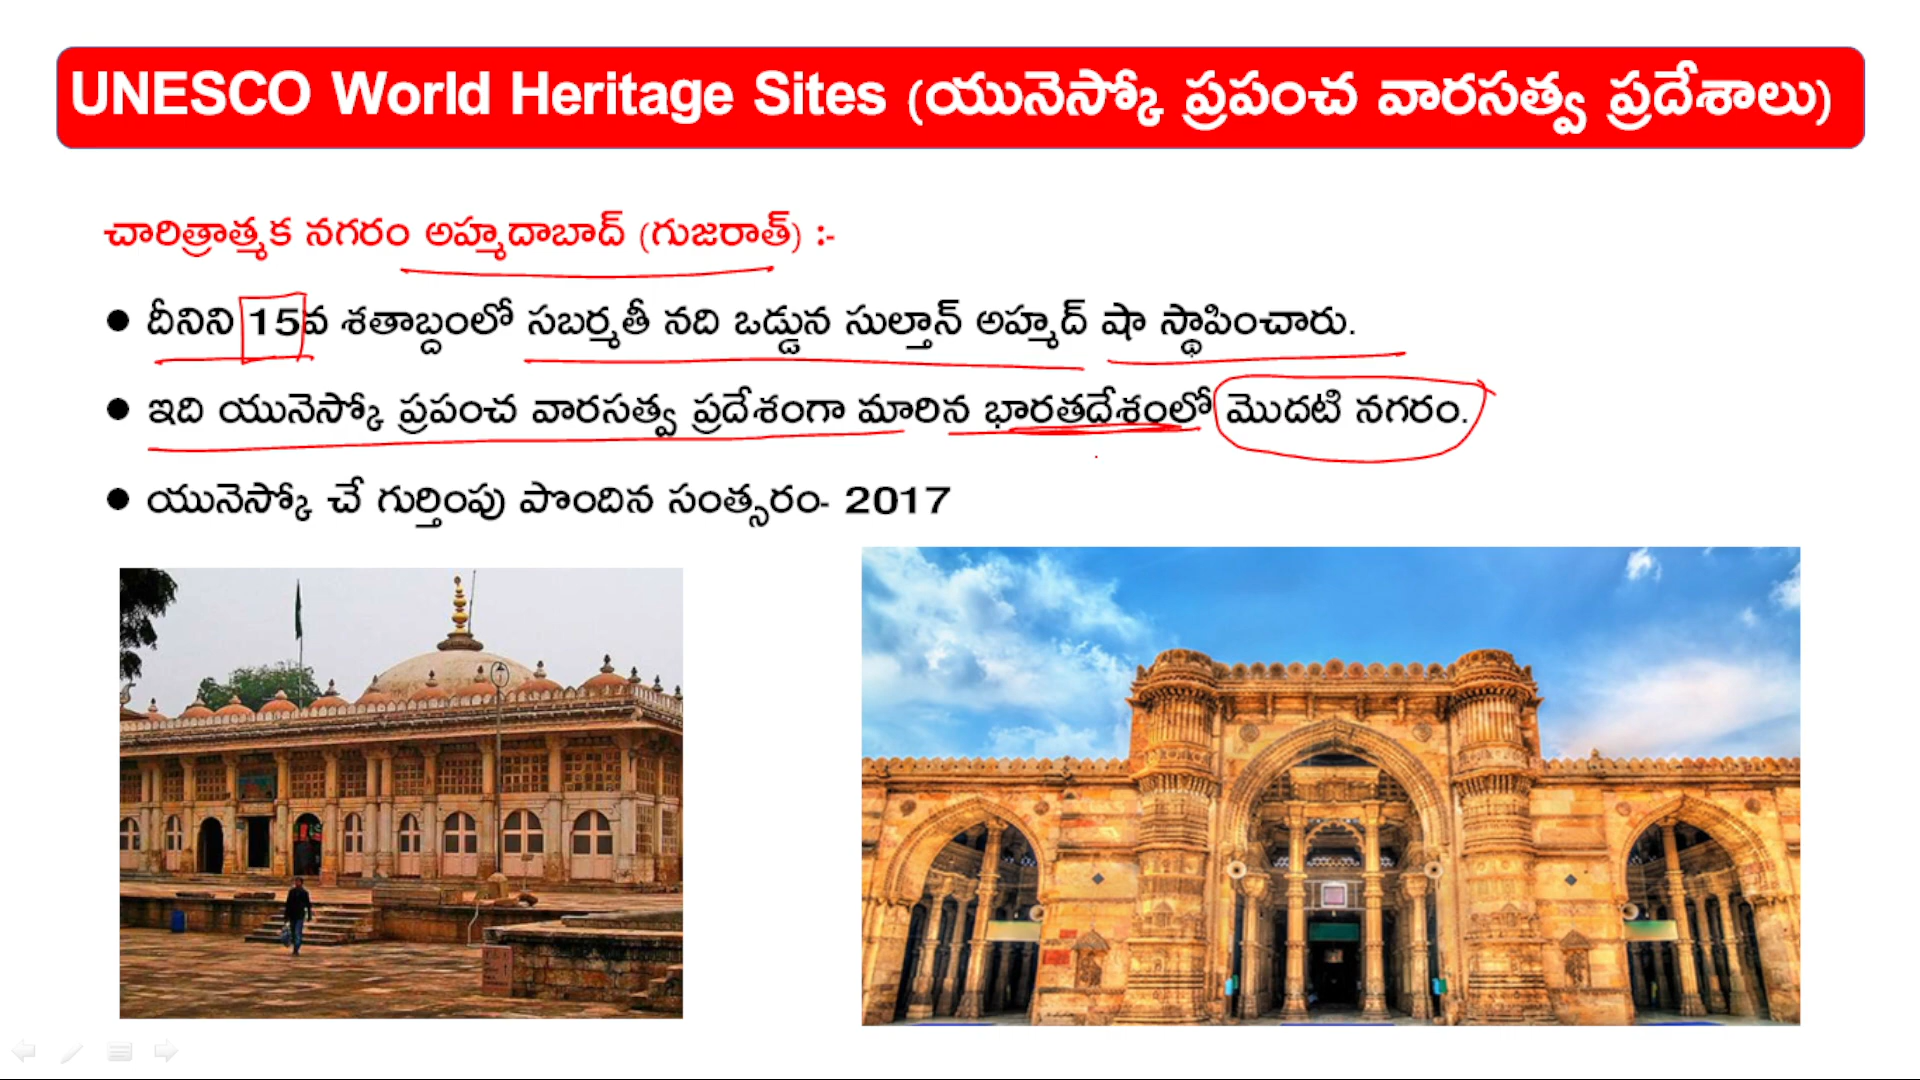 UNESCO World Heritage Sites (యునెస్కో ప్రపంచ వారసత్వ ప్రదేశాలు)
చారిత్రాత్మక నగరం అహ్మదాబాద్ (గుజరాత్) :-
● దీనిని 15వ శతాబ్దంలో సబర్మతీ నది ఒడ్డున సుల్తాన్ అహ్మద్ షా స్థాపించారు.
● ఇది యునెస్కో ప్రపంచ వారసత్వ ప్రదేశంగా మారిన భారతదేశంలో మొదటి నగరం.
● యునెస్కో చే గుర్తింపు పొందిన సంత్సరం- 2017